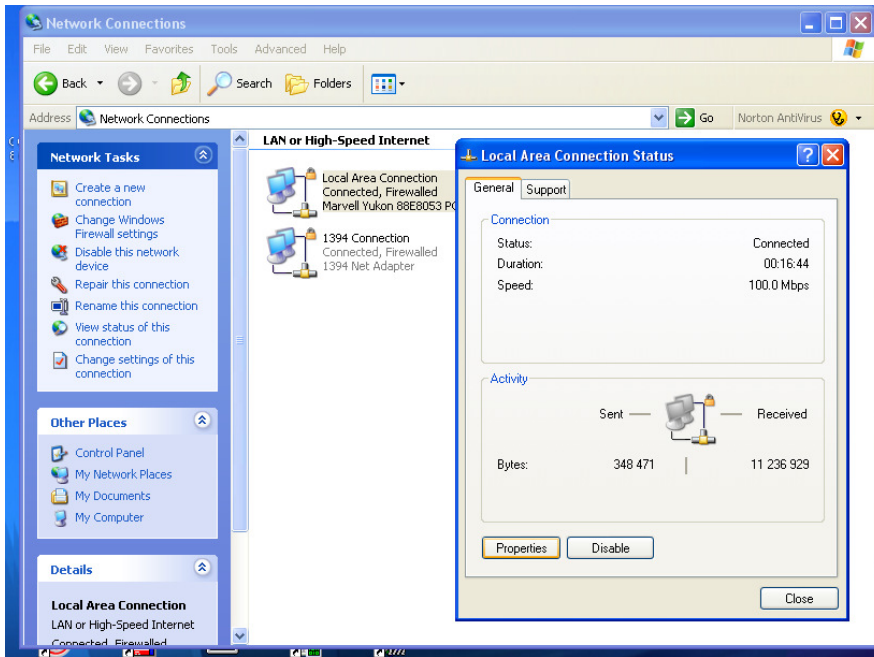 Network Connections
File Edit View Favorites Tools Advanced Help
Back Search Folders
Address Network Connections Go Norton AntiVirus
Network Tasks
Create a new
connection
Change Windows
Firewall settings
Disable this network
device
Repair this connection
Rename this connection
View status of this
connection
Change settings of this
connection
Other Places
Control Panel
My Network Places
My Documents
My Computer
Details
Local Area Connection
LAN or High-Speed Internet
Connected, Firewalled
LAN or High-Speed Internet
Local Area Connection
Connected, Firewalled
Marvell Yukon 88E8053 PC
1394 Connection
Connected, Firewalled
1394 Net Adapter
Local Area Connection Status
General Support
Connection
Status: Connected
Duration: 00:16:44
Speed: 100.0 Mbps
Activity
Sent — — Received
Bytes: 348 471 | 11 236 929
Properties Disable
Close